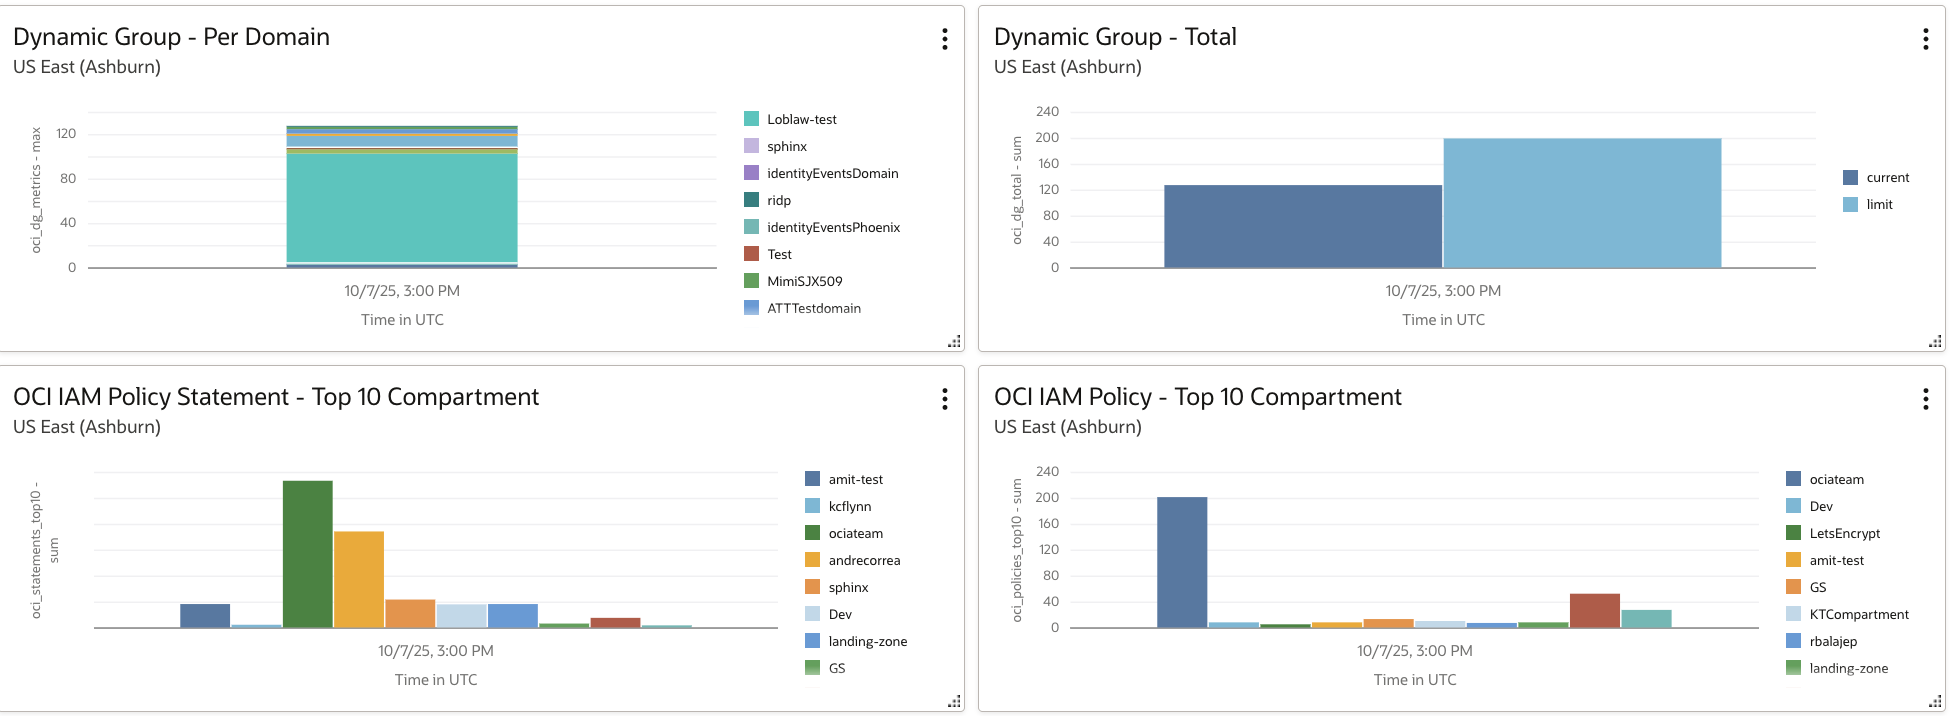 Dynamic Group - Per Domain
US East (Ashburn)
oci_dg_metrics - max
120
80
40
0
10/7/25, 3:00 PM
Time in UTC
Loblaw-test
sphinx
identityEventsDomain
ridp
identityEventsPhoenix
Test
MimiSJX509
ATTTestdomain
Dynamic Group - Total
US East (Ashburn)
oci_dg_total - sum
240
200
160
120
80
40
0
10/7/25, 3:00 PM
Time in UTC
current
limit
OCI IAM Policy Statement - Top 10 Compartment
US East (Ashburn)
oci_statements_top10 -
sum
10/7/25, 3:00 PM
Time in UTC
amit-test
kcflynn
ociateam
andrecorrea
sphinx
Dev
landing-zone
GS
OCI IAM Policy - Top 10 Compartment
US East (Ashburn)
oci_policies_top10 - sum
240
200
160
120
80
40
0
10/7/25, 3:00 PM
Time in UTC
ociateam
Dev
LetsEncrypt
amit-test
GS
KTCompartment
rbalajep
landing-zone